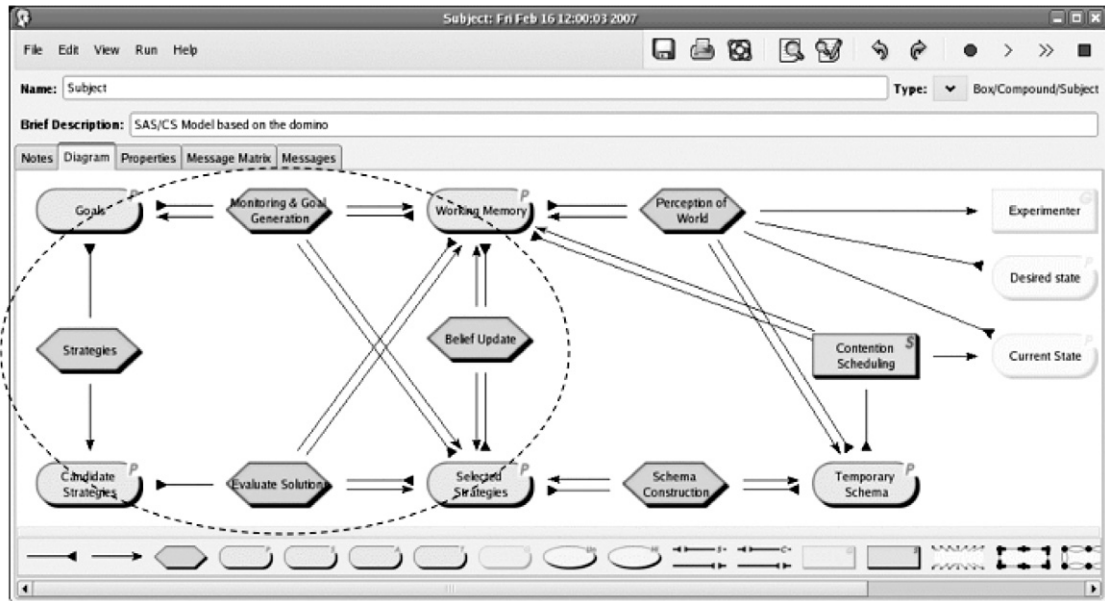 Subject: Fri Feb 16 12:00:03 2007
File Edit View Run Help
Name: Subject Type: Box/Compound/Subject
Brief Description: SAS/CS Model based on the domino
Notes Diagram Properties Message Matrix Messages
Goals P
Monitoring & Goal
Generation
Working Memory P
Perception of
World
Experimenter G
Desired state P
Strategies
Belief Update
Contention
Scheduling S
Current State P
Candidate
Strategies P
Evaluate Solutions
Selected
Strategies P
Schema
Construction
Temporary
Schema P